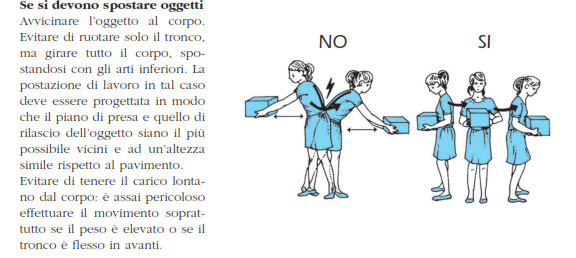 Se si devono spostare oggetti
Avvicinare l'oggetto al corpo.
Evitare di ruotare solo il tronco,
ma girare tutto il corpo, spo-
standosi con gli arti inferiori. La
postazione di lavoro in tal caso
deve essere progettata in modo
che il piano di presa e quello di
rilascio dell'oggetto siano il più
possibile vicini e ad un'altezza
simile rispetto al pavimento.
Evitare di tenere il carico lonta-
no dal corpo: è assai pericoloso
effettuare il movimento soprat-
tutto se il peso è elevato o se il
tronco è flesso in avanti.
NO
SI